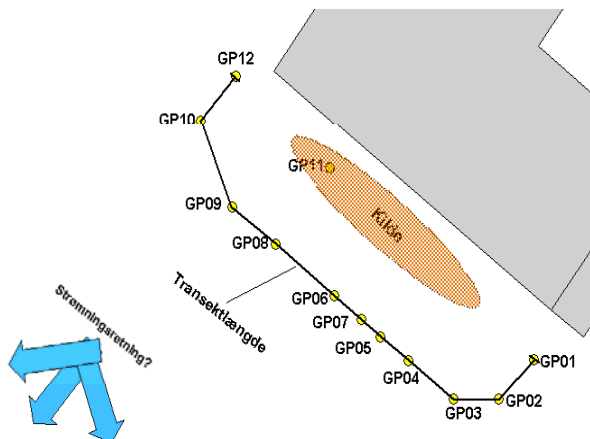 GP12
GP10
GP11
Kilde
GP09
GP08
GP06
Transektlængde
GP07
Strømningsretning?
GP05
GP01
GP04
GP03
GP02